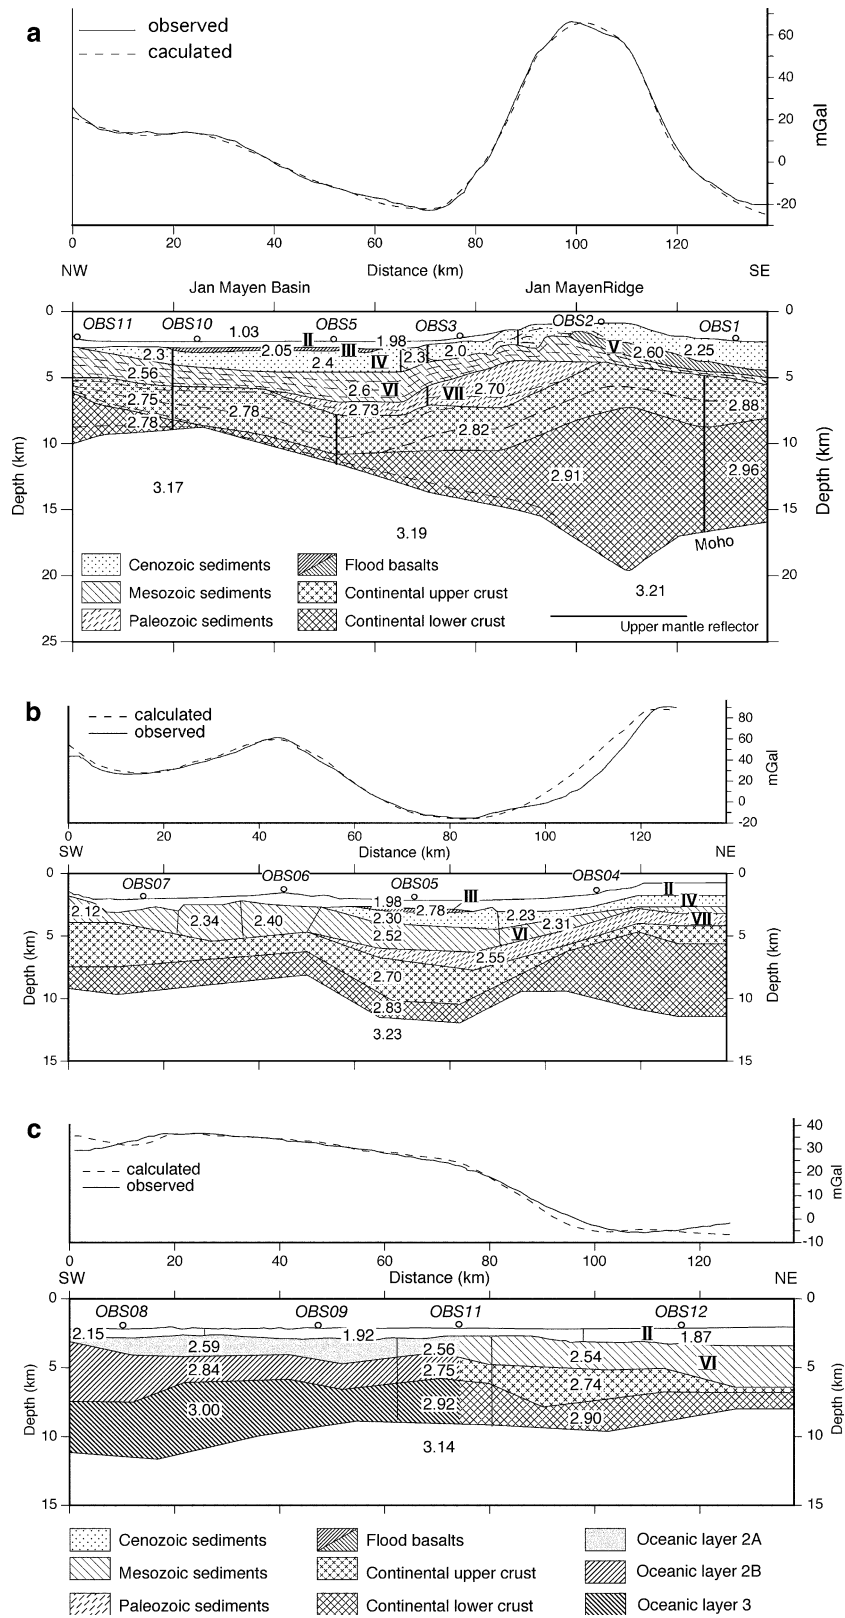 a
observed
caculated
60
40
20
0
-20
mGal
0 20 40 60 80 100 120
NW Distance (km) SE
Jan Mayen Basin Jan MayenRidge
0 OBS11 OBS10 1.03 II OBS5 1.98 OBS3 OBS2 OBS1 0
2.3 2.05 III 2.4 IV 2.3 2.0 V 2.60 2.25
5 2.56 2.6 VI VII 2.70 5
2.75 2.78 2.73 2.88
2.78 2.82
10 10
2.91 2.96
3.17
15 15
3.19 Moho
Depth (km) Depth (km)
Cenozoic sediments Flood basalts
20 20
Mesozoic sediments Continental upper crust 3.21
Paleozoic sediments Continental lower crust Upper mantle reflector
25
b
calculated
observed
80
60
40
20
0
-20
mGal
0 20 40 60 80 100 120
SW Distance (km) NE
0 OBS07 OBS06 OBS05 OBS04 0
II
1.98 III IV
2.12 2.34 2.40 2.30 2.78 2.23 2.31 VII
5 2.52 VI 5
2.55
2.70
10 2.83 10
3.23
15 15
Depth (km) Depth (km)
c
calculated
observed
40
30
20
10
0
-10
mGal
0 20 40 60 80 100 120
SW Distance (km) NE
0 OBS08 OBS09 OBS11 OBS12 0
2.15 1.92 II 1.87
2.59 2.56 2.54 VI
5 2.84 2.75 2.74 5
3.00 2.92 2.90
10 3.14 10
15 15
Depth (km) Depth (km)
Cenozoic sediments Flood basalts Oceanic layer 2A
Mesozoic sediments Continental upper crust Oceanic layer 2B
Paleozoic sediments Continental lower crust Oceanic layer 3